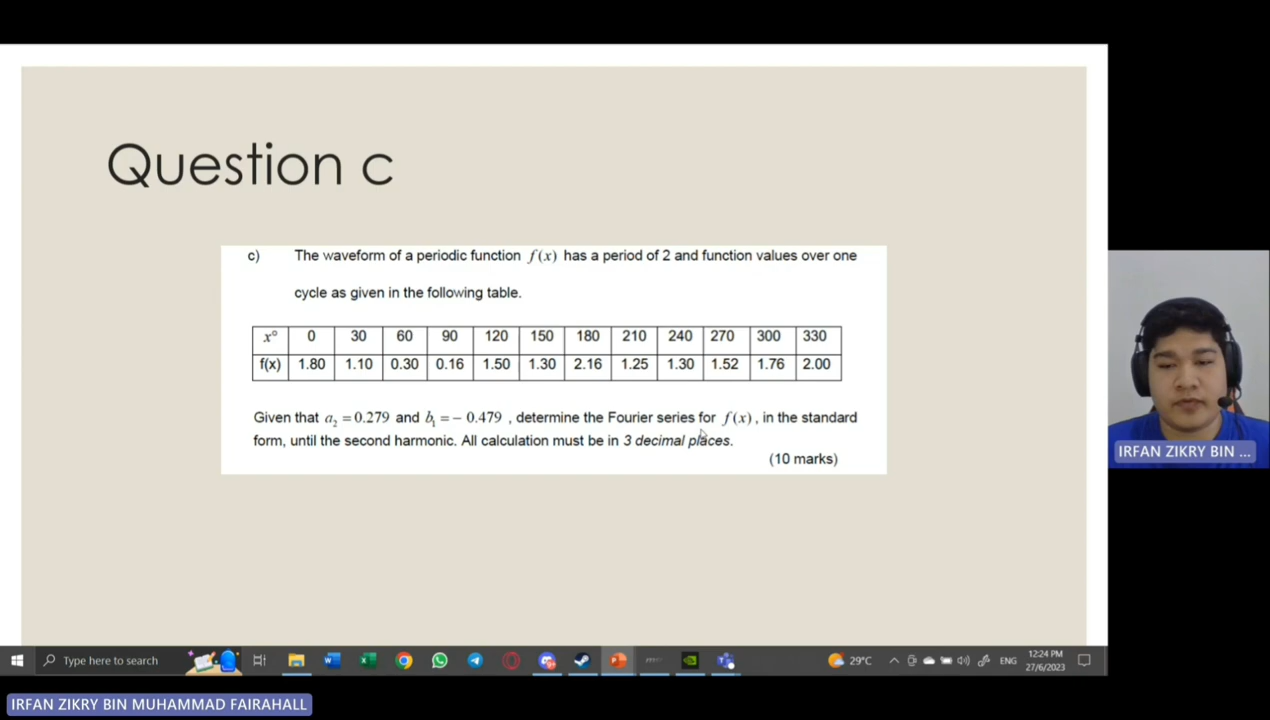 Question c
c) The waveform of a periodic function f(x) has a period of 2 and function values over one
cycle as given in the following table.
x° 0 30 60 90 120 150 180 210 240 270 300 330
f(x) 1.80 1.10 0.30 0.16 1.50 1.30 2.16 1.25 1.30 1.52 1.76 2.00
Given that a₂ = 0.279 and b₁ = − 0.479 , determine the Fourier series for f(x), in the standard
form, until the second harmonic. All calculation must be in 3 decimal places.
(10 marks)
IRFAN ZIKRY BIN ...
Type here to search
29°C
ENG
12:24 PM
27/6/2023
IRFAN ZIKRY BIN MUHAMMAD FAIRAHALL